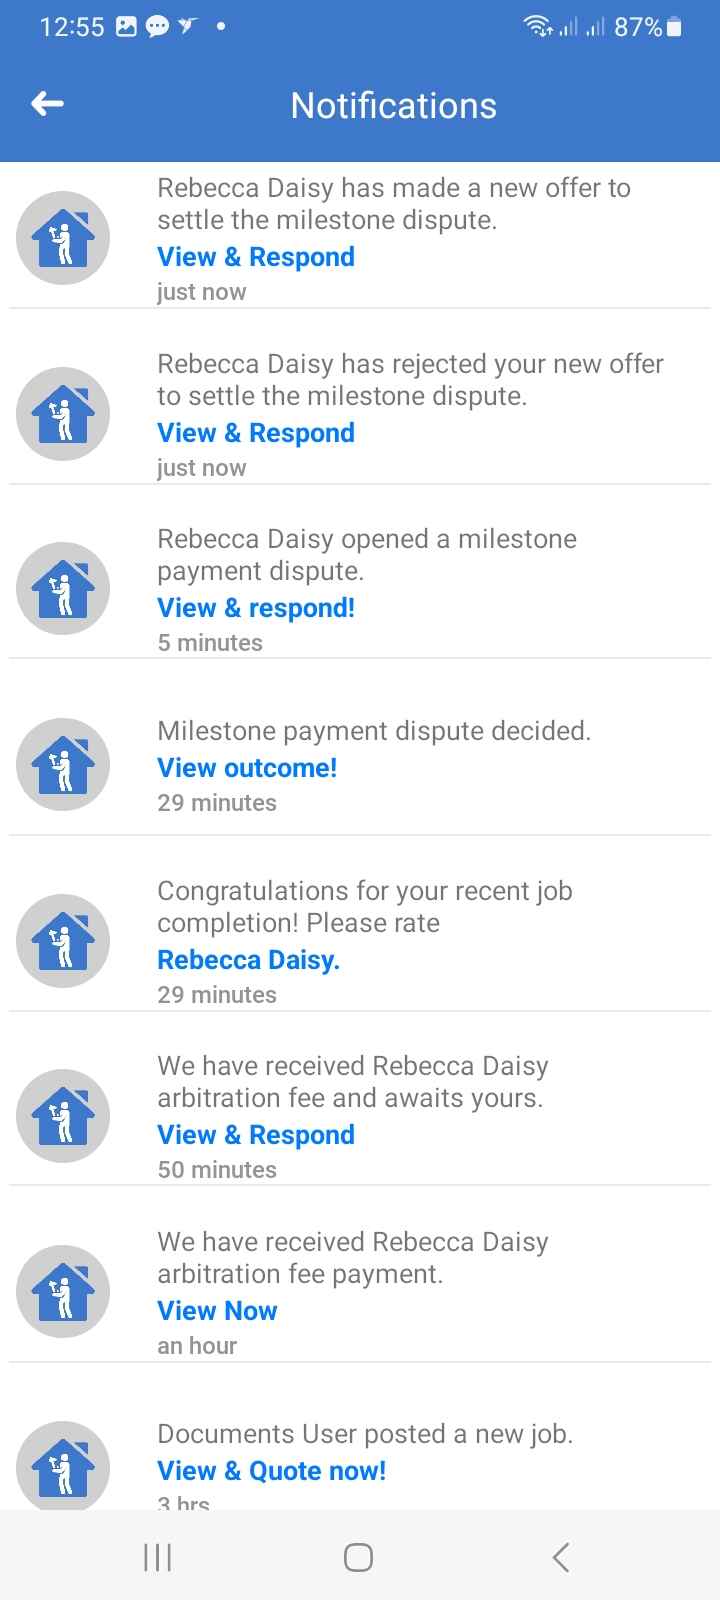 12:55
87%
Notifications
Rebecca Daisy has made a new offer to
settle the milestone dispute.
View & Respond
just now
Rebecca Daisy has rejected your new offer
to settle the milestone dispute.
View & Respond
just now
Rebecca Daisy opened a milestone
payment dispute.
View & respond!
5 minutes
Milestone payment dispute decided.
View outcome!
29 minutes
Congratulations for your recent job
completion! Please rate
Rebecca Daisy.
29 minutes
We have received Rebecca Daisy
arbitration fee and awaits yours.
View & Respond
50 minutes
We have received Rebecca Daisy
arbitration fee payment.
View Now
an hour
Documents User posted a new job.
View & Quote now!
3 hrs